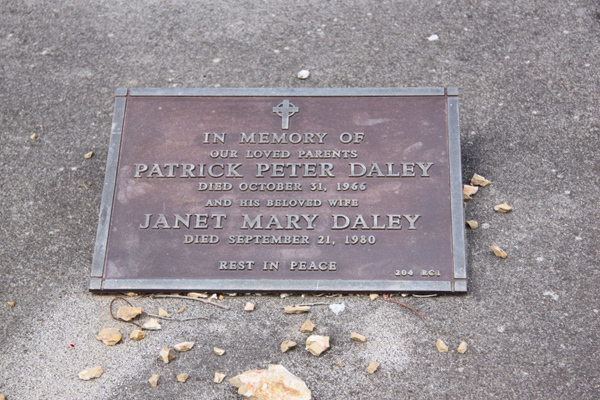 IN MEMORY OF
OUR LOVED PARENTS
PATRICK PETER DALEY
DIED OCTOBER 31, 1966
AND HIS BELOVED WIFE
JANET MARY DALEY
DIED SEPTEMBER 21, 1980
REST IN PEACE
204 RC1